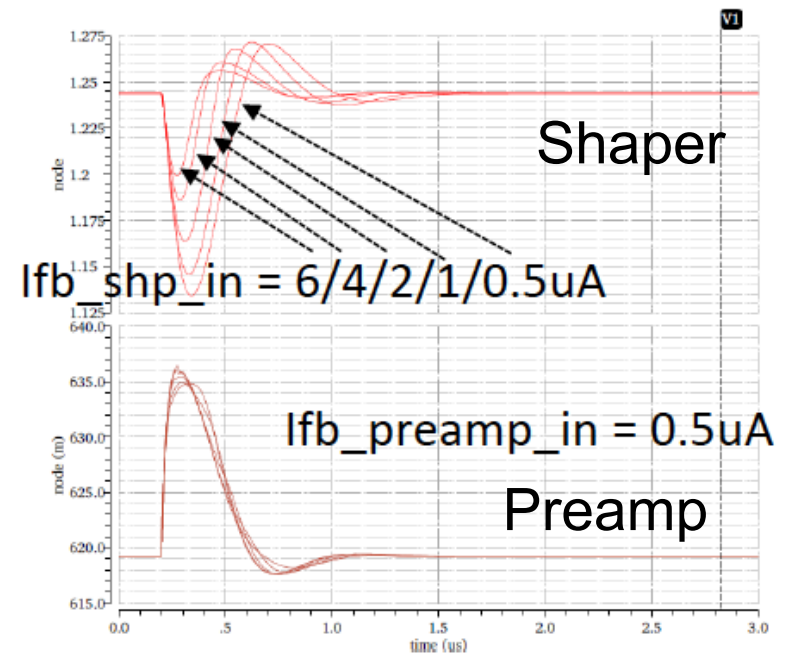 V1
1.275
1.25
1.225
1.2
1.175
1.15
1.125
node
Shaper
Ifb_shp_in = 6/4/2/1/0.5uA
640.0
635.0
630.0
625.0
620.0
615.0
node (m)
Ifb_preamp_in = 0.5uA
Preamp
0.0 .5 1.0 1.5 2.0 2.5 3.0
time (us)